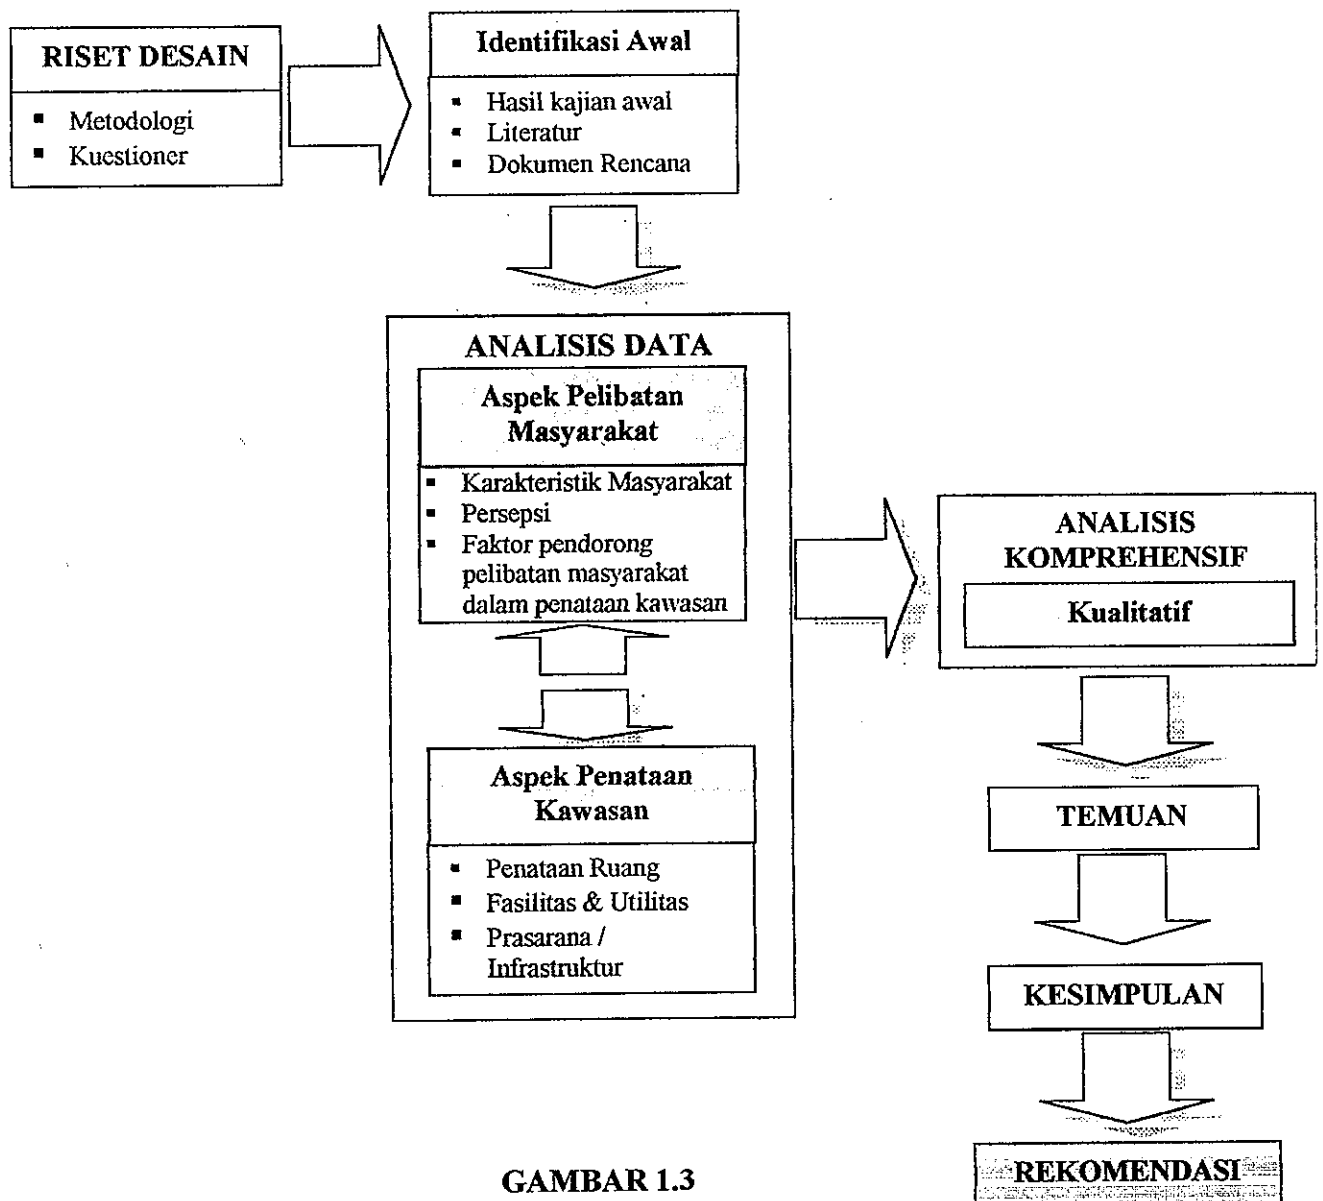 RISET DESAIN
▪ Metodologi
▪ Kuestioner
Identifikasi Awal
▪ Hasil kajian awal
▪ Literatur
▪ Dokumen Rencana
ANALISIS DATA
Aspek Pelibatan
Masyarakat
▪ Karakteristik Masyarakat
▪ Persepsi
▪ Faktor pendorong
pelibatan masyarakat
dalam penataan kawasan
Aspek Penataan
Kawasan
▪ Penataan Ruang
▪ Fasilitas & Utilitas
▪ Prasarana /
Infrastruktur
ANALISIS
KOMPREHENSIF
Kualitatif
TEMUAN
KESIMPULAN
REKOMENDASI
GAMBAR 1.3